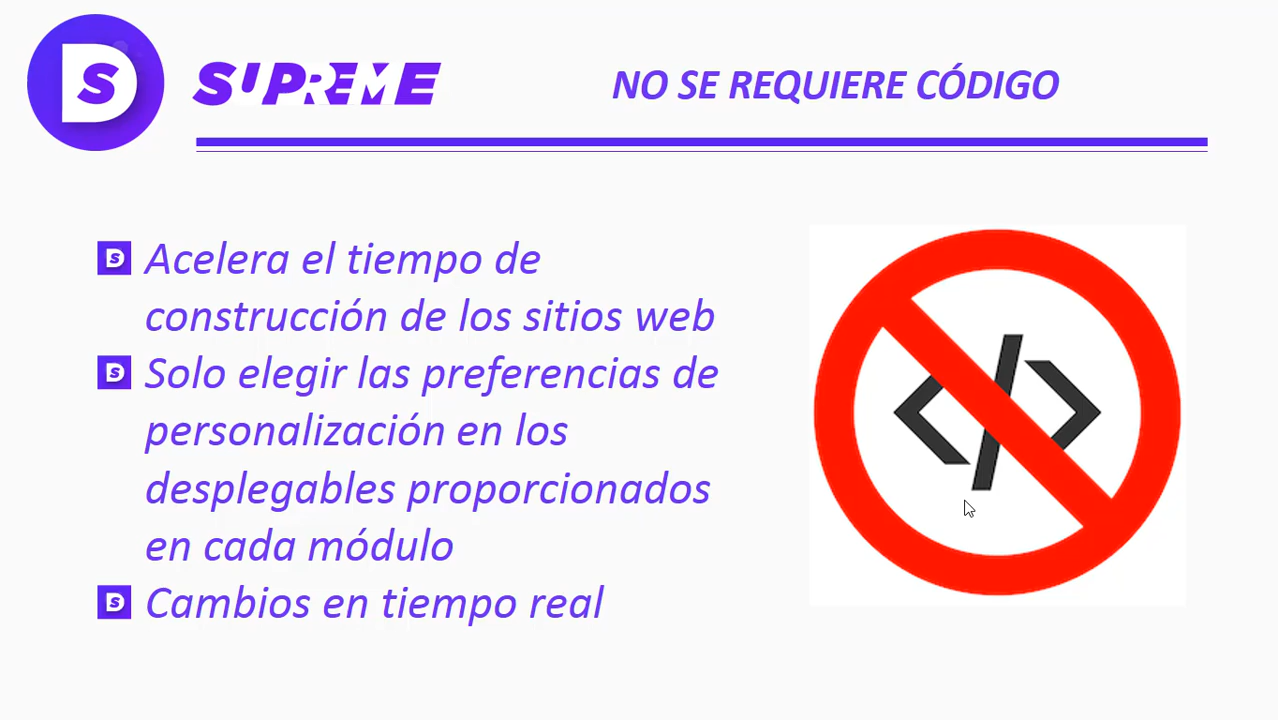 SUPREME
NO SE REQUIERE CÓDIGO
Acelera el tiempo de
construcción de los sitios web
Solo elegir las preferencias de
personalización en los
desplegables proporcionados
en cada módulo
Cambios en tiempo real